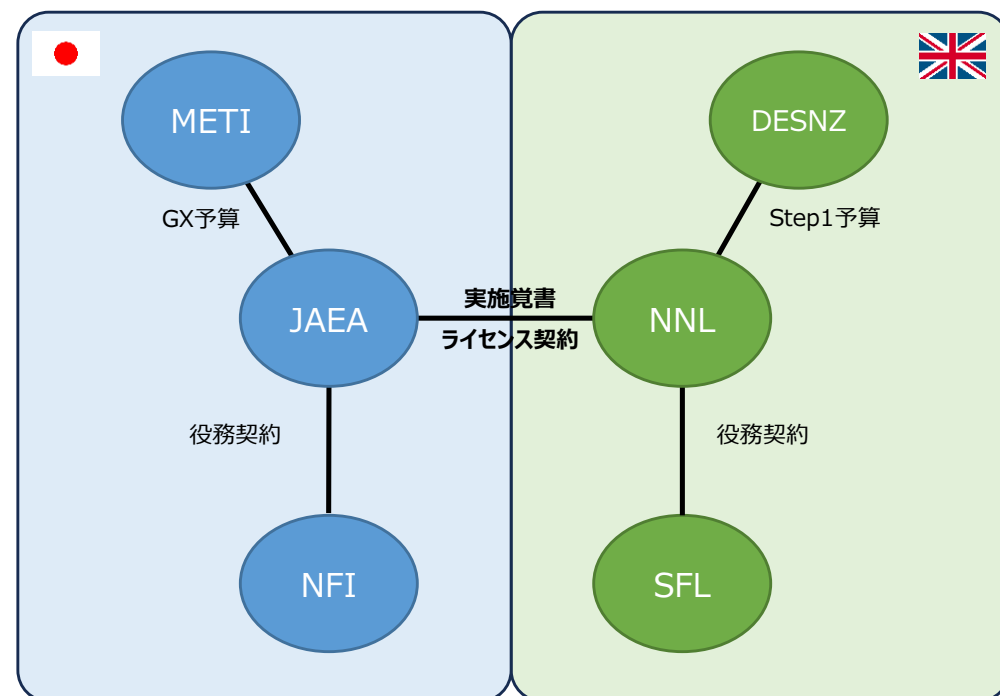 METI
DESNZ
GX予算
Step1予算
JAEA
実施覚書
ライセンス契約
NNL
役務契約
役務契約
NFI
SFL